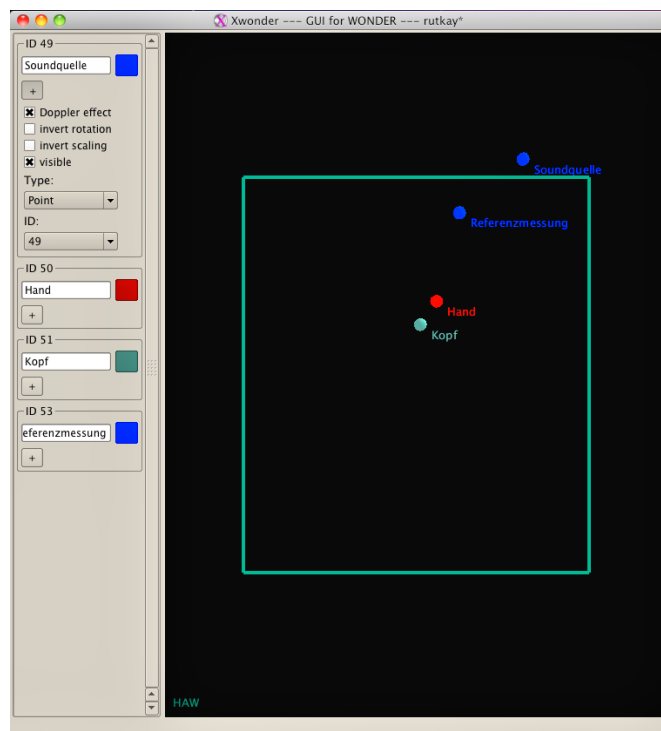 Xwonder --- GUI for WONDER --- rutkay*
ID 49
Soundquelle
+
Doppler effect
invert rotation
invert scaling
visible
Type:
Point
ID:
49
ID 50
Hand
+
ID 51
Kopf
+
ID 53
eferenzmessung
+
Soundquelle
Referenzmessung
Hand
Kopf
HAW